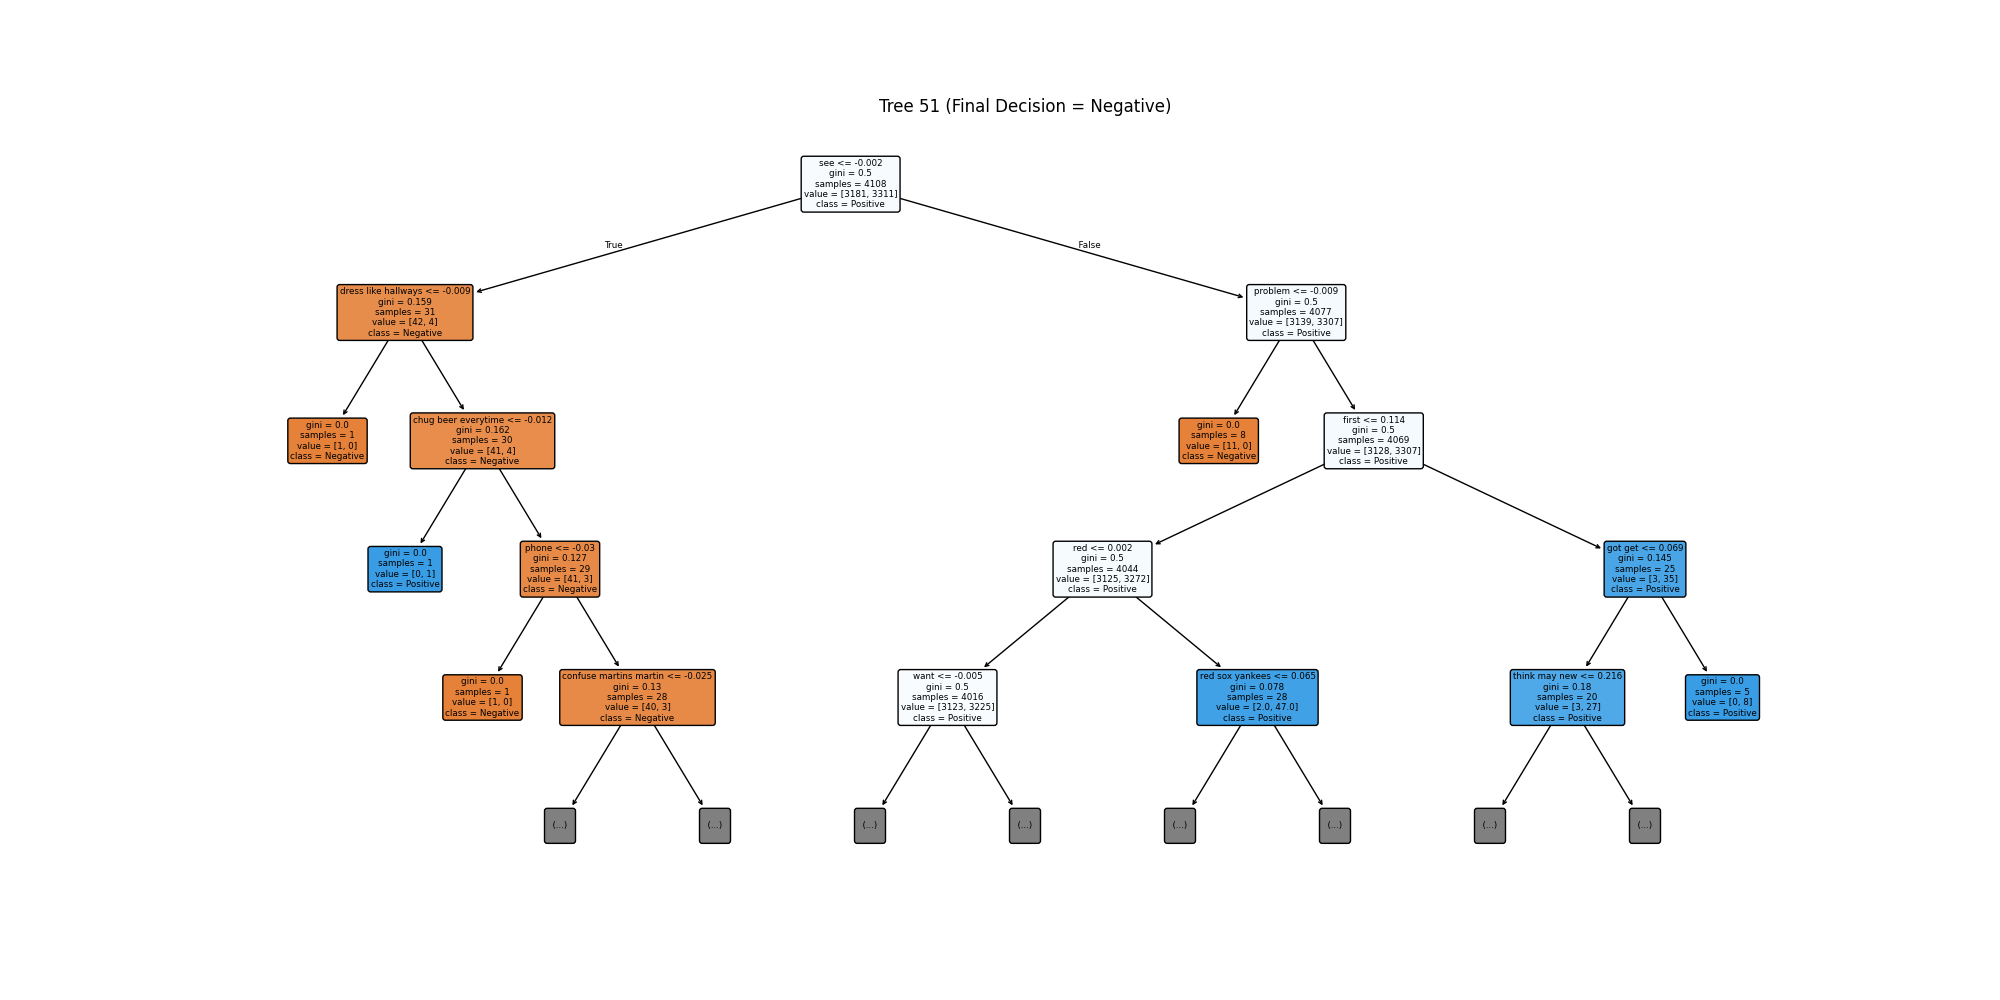 Tree 51 (Final Decision = Negative)
see <= -0.002
gini = 0.5
samples = 4108
value = [3181, 3311]
class = Positive
True
False
dress like hallways <= -0.009
gini = 0.159
samples = 31
value = [42, 4]
class = Negative
problem <= -0.009
gini = 0.5
samples = 4077
value = [3139, 3307]
class = Positive
gini = 0.0
samples = 1
value = [1, 0]
class = Negative
chug beer everytime <= -0.012
gini = 0.162
samples = 30
value = [41, 4]
class = Negative
gini = 0.0
samples = 8
value = [11, 0]
class = Negative
first <= 0.114
gini = 0.5
samples = 4069
value = [3128, 3307]
class = Positive
gini = 0.0
samples = 1
value = [0, 1]
class = Positive
phone <= -0.03
gini = 0.127
samples = 29
value = [41, 3]
class = Negative
red <= 0.002
gini = 0.5
samples = 4044
value = [3125, 3272]
class = Positive
got get <= 0.069
gini = 0.145
samples = 25
value = [3, 35]
class = Positive
gini = 0.0
samples = 1
value = [1, 0]
class = Negative
confuse martins martin <= -0.025
gini = 0.13
samples = 28
value = [40, 3]
class = Negative
want <= -0.005
gini = 0.5
samples = 4016
value = [3123, 3225]
class = Positive
red sox yankees <= 0.065
gini = 0.078
samples = 28
value = [2.0, 47.0]
class = Positive
think may new <= 0.216
gini = 0.18
samples = 20
value = [3, 27]
class = Positive
gini = 0.0
samples = 5
value = [0, 8]
class = Positive
(...)
(...)
(...)
(...)
(...)
(...)
(...)
(...)